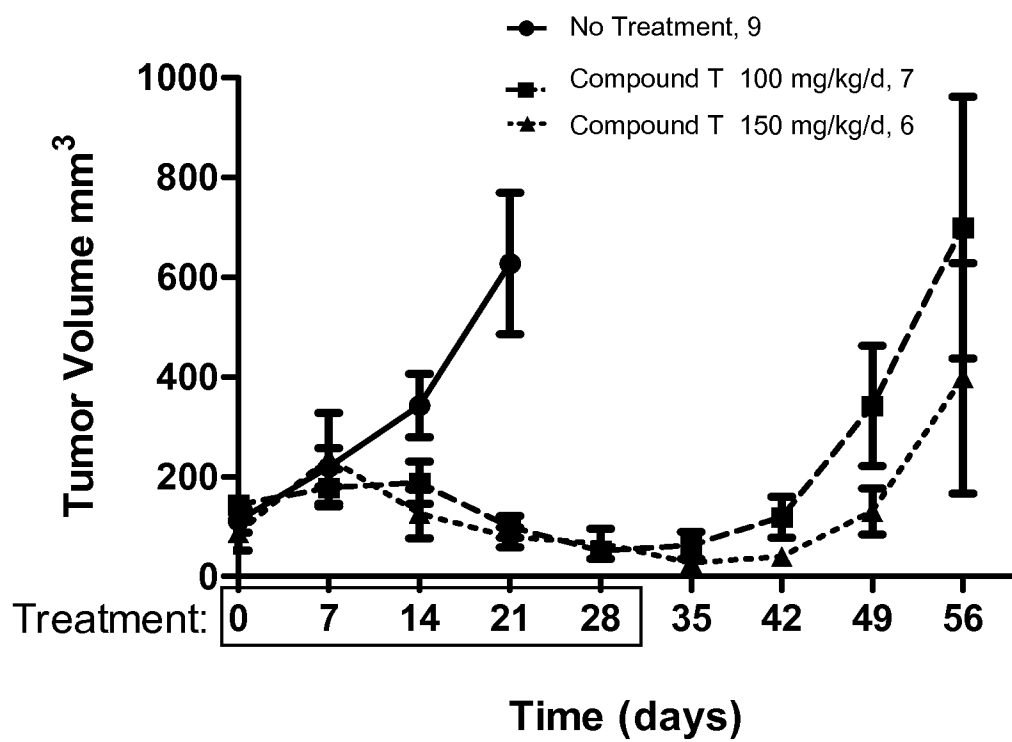 No Treatment, 9
Compound T 100 mg/kg/d, 7
Compound T 150 mg/kg/d, 6
Tumor Volume mm³
1000
800
600
400
200
0
Treatment: 0 7 14 21 28 35 42 49 56
Time (days)